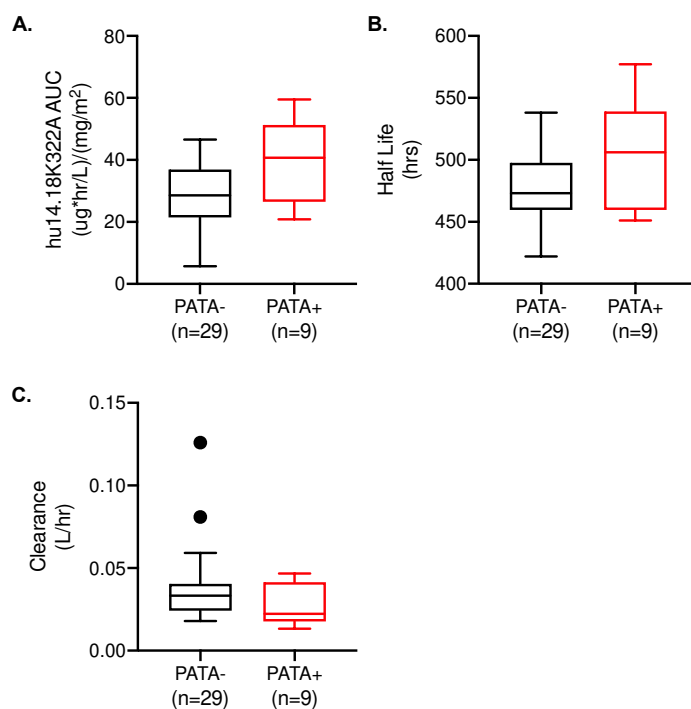 A.
hu14.18K322A AUC
(ug*hr/L)/(mg/m²)
80
60
40
20
0
PATA-
(n=29)
PATA+
(n=9)
B.
Half Life
(hrs)
600
550
500
450
400
PATA-
(n=29)
PATA+
(n=9)
C.
Clearance
(L/hr)
0.15
0.10
0.05
0.00
PATA-
(n=29)
PATA+
(n=9)